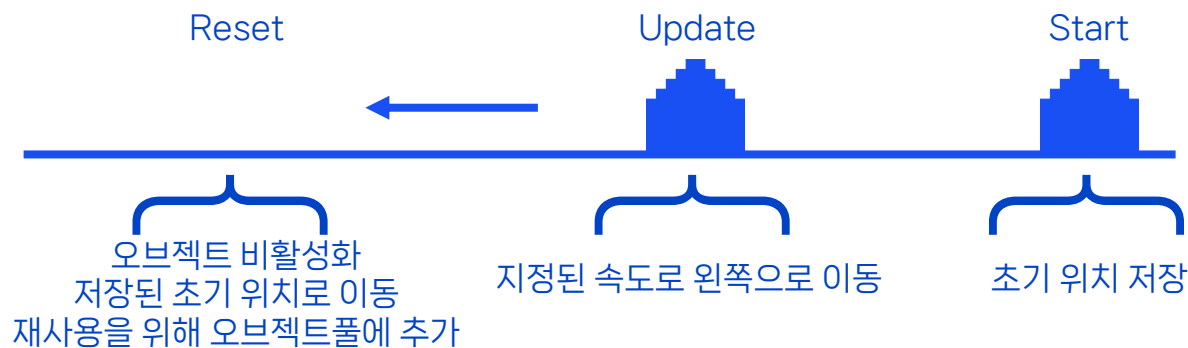 Reset
Update
Start
오브젝트 비활성화
저장된 초기 위치로 이동
재사용을 위해 오브젝트풀에 추가
지정된 속도로 왼쪽으로 이동
초기 위치 저장